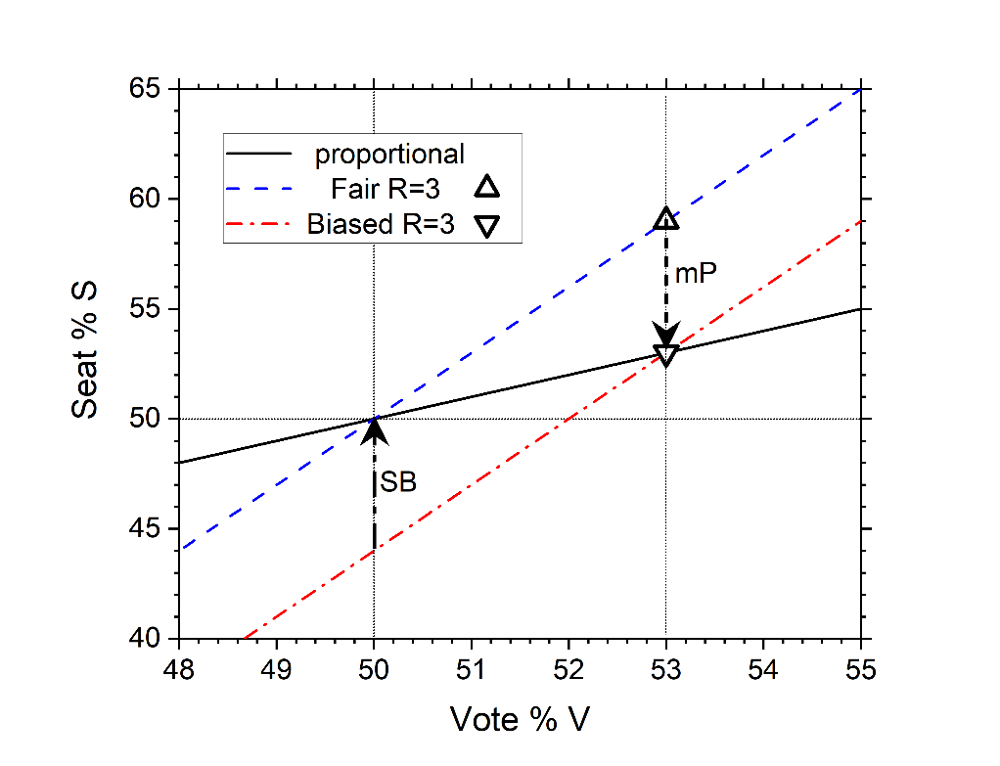 65
60
55
50
45
40
Seat % S
proportional
Fair R=3
Biased R=3
mP
SB
48 49 50 51 52 53 54 55
Vote % V